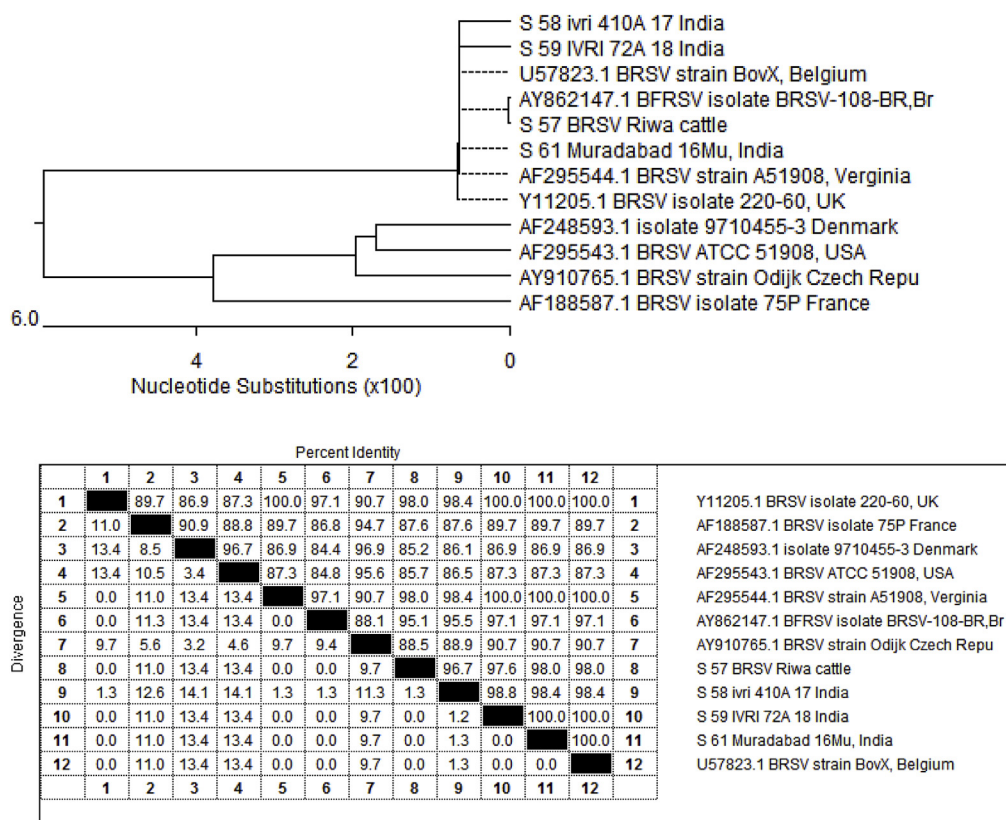 S 58 ivri 410A 17 India
S 59 IVRI 72A 18 India
U57823.1 BRSV strain BovX, Belgium
AY862147.1 BFRSV isolate BRSV-108-BR,Br
S 57 BRSV Riwa cattle
S 61 Muradabad 16Mu, India
AF295544.1 BRSV strain A51908, Verginia
Y11205.1 BRSV isolate 220-60, UK
AF248593.1 isolate 9710455-3 Denmark
AF295543.1 BRSV ATCC 51908, USA
AY910765.1 BRSV strain Odijk Czech Repu
AF188587.1 BRSV isolate 75P France
6.0
4 2 0
Nucleotide Substitutions (x100)
Percent Identity
1 2 3 4 5 6 7 8 9 10 11 12
1 89.7 86.9 87.3 100.0 97.1 90.7 98.0 98.4 100.0 100.0 100.0 1 Y11205.1 BRSV isolate 220-60, UK
2 11.0 90.9 88.8 89.7 86.8 94.7 87.6 87.6 89.7 89.7 89.7 2 AF188587.1 BRSV isolate 75P France
3 13.4 8.5 96.7 86.9 84.4 96.9 85.2 86.1 86.9 86.9 86.9 3 AF248593.1 isolate 9710455-3 Denmark
4 13.4 10.5 3.4 87.3 84.8 95.6 85.7 86.5 87.3 87.3 87.3 4 AF295543.1 BRSV ATCC 51908, USA
5 0.0 11.0 13.4 13.4 97.1 90.7 98.0 98.4 100.0 100.0 100.0 5 AF295544.1 BRSV strain A51908, Verginia
6 0.0 11.3 13.4 13.4 0.0 88.1 95.1 95.5 97.1 97.1 97.1 6 AY862147.1 BFRSV isolate BRSV-108-BR,Br
7 9.7 5.6 3.2 4.6 9.7 9.4 88.5 88.9 90.7 90.7 90.7 7 AY910765.1 BRSV strain Odijk Czech Repu
8 0.0 11.0 13.4 13.4 0.0 0.0 9.7 96.7 97.6 98.0 98.0 8 S 57 BRSV Riwa cattle
9 1.3 12.6 14.1 14.1 1.3 1.3 11.3 1.3 98.8 98.4 98.4 9 S 58 ivri 410A 17 India
10 0.0 11.0 13.4 13.4 0.0 0.0 9.7 0.0 1.2 100.0 100.0 10 S 59 IVRI 72A 18 India
11 0.0 11.0 13.4 13.4 0.0 0.0 9.7 0.0 1.3 0.0 100.0 11 S 61 Muradabad 16Mu, India
12 0.0 11.0 13.4 13.4 0.0 0.0 9.7 0.0 1.3 0.0 0.0 12 U57823.1 BRSV strain BovX, Belgium
1 2 3 4 5 6 7 8 9 10 11 12
Divergence